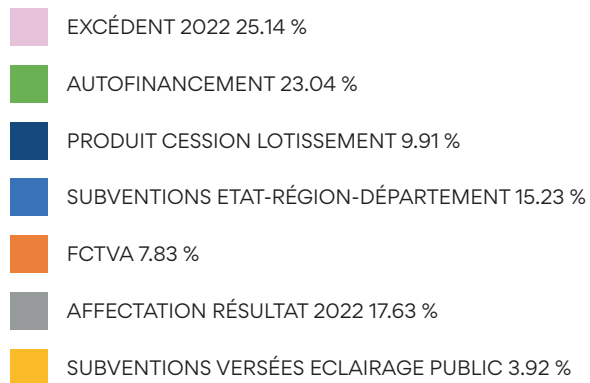 EXCÉDENT 2022 25.14 %
AUTOFINANCEMENT 23.04 %
PRODUIT CESSION LOTISSEMENT 9.91 %
SUBVENTIONS ETAT-RÉGION-DÉPARTEMENT 15.23 %
FCTVA 7.83 %
AFFECTATION RÉSULTAT 2022 17.63 %
SUBVENTIONS VERSÉES ECLAIRAGE PUBLIC 3.92 %